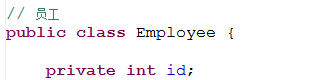 // 员工
public class Employee {
private int id;